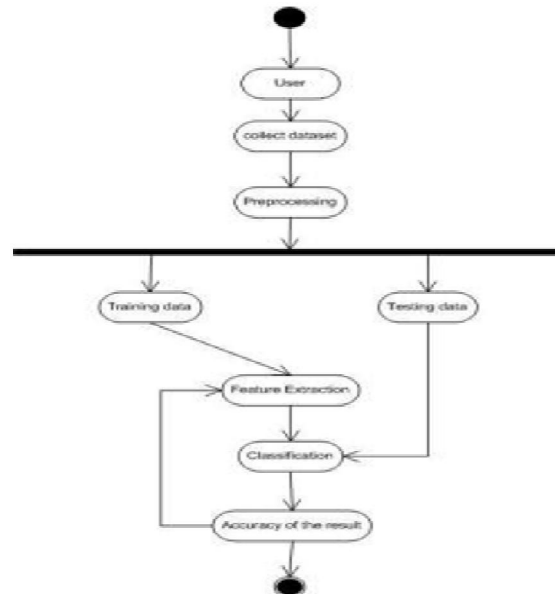 User
collect dataset
Preprocessing
Training data
Testing data
Feature Extraction
Classification
Accuracy of the result